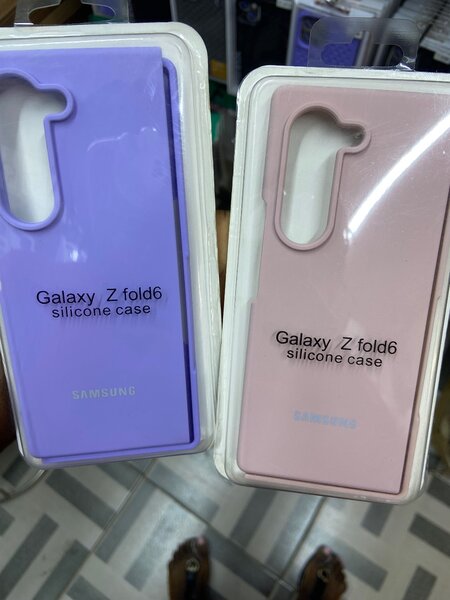 Galaxy Z fold6
silicone case
SAMSUNG
Galaxy Z fold6
silicone case
SAMSUNG